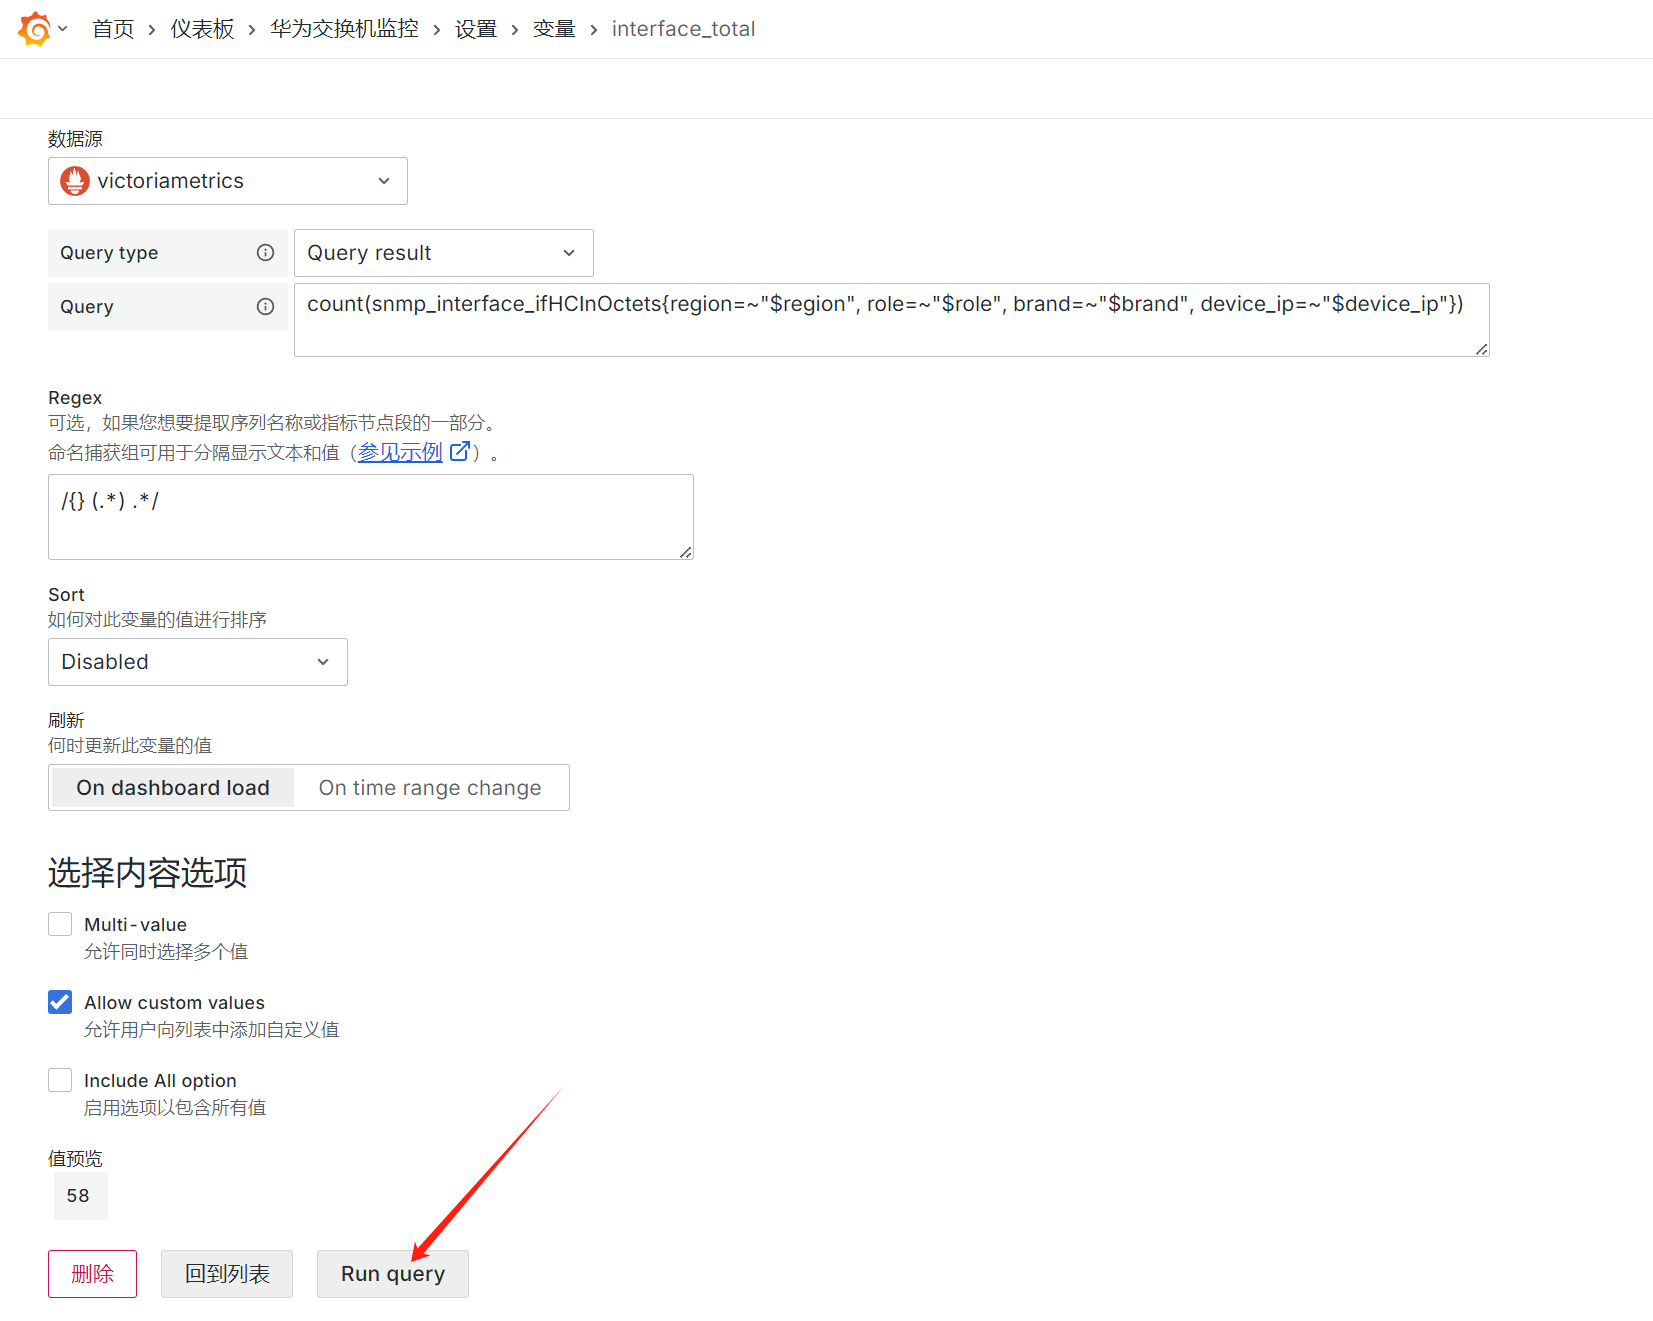 首页 › 仪表板 › 华为交换机监控 › 设置 › 变量 › interface_total
数据源
victoriametrics
Query type
Query result
Query
count(snmp_interface_ifHCInOctets{region=~"$region", role=~"$role", brand=~"$brand", device_ip=~"$device_ip"})
Regex
可选，如果您想要提取序列名称或指标节点段的一部分。
命名捕获组可用于分隔显示文本和值（参见示例）。
/{} (.*) .*/
Sort
如何对此变量的值进行排序
Disabled
刷新
何时更新此变量的值
On dashboard load On time range change
选择内容选项
Multi-value
允许同时选择多个值
Allow custom values
允许用户向列表中添加自定义值
Include All option
启用选项以包含所有值
值预览
58
删除 回到列表 Run query